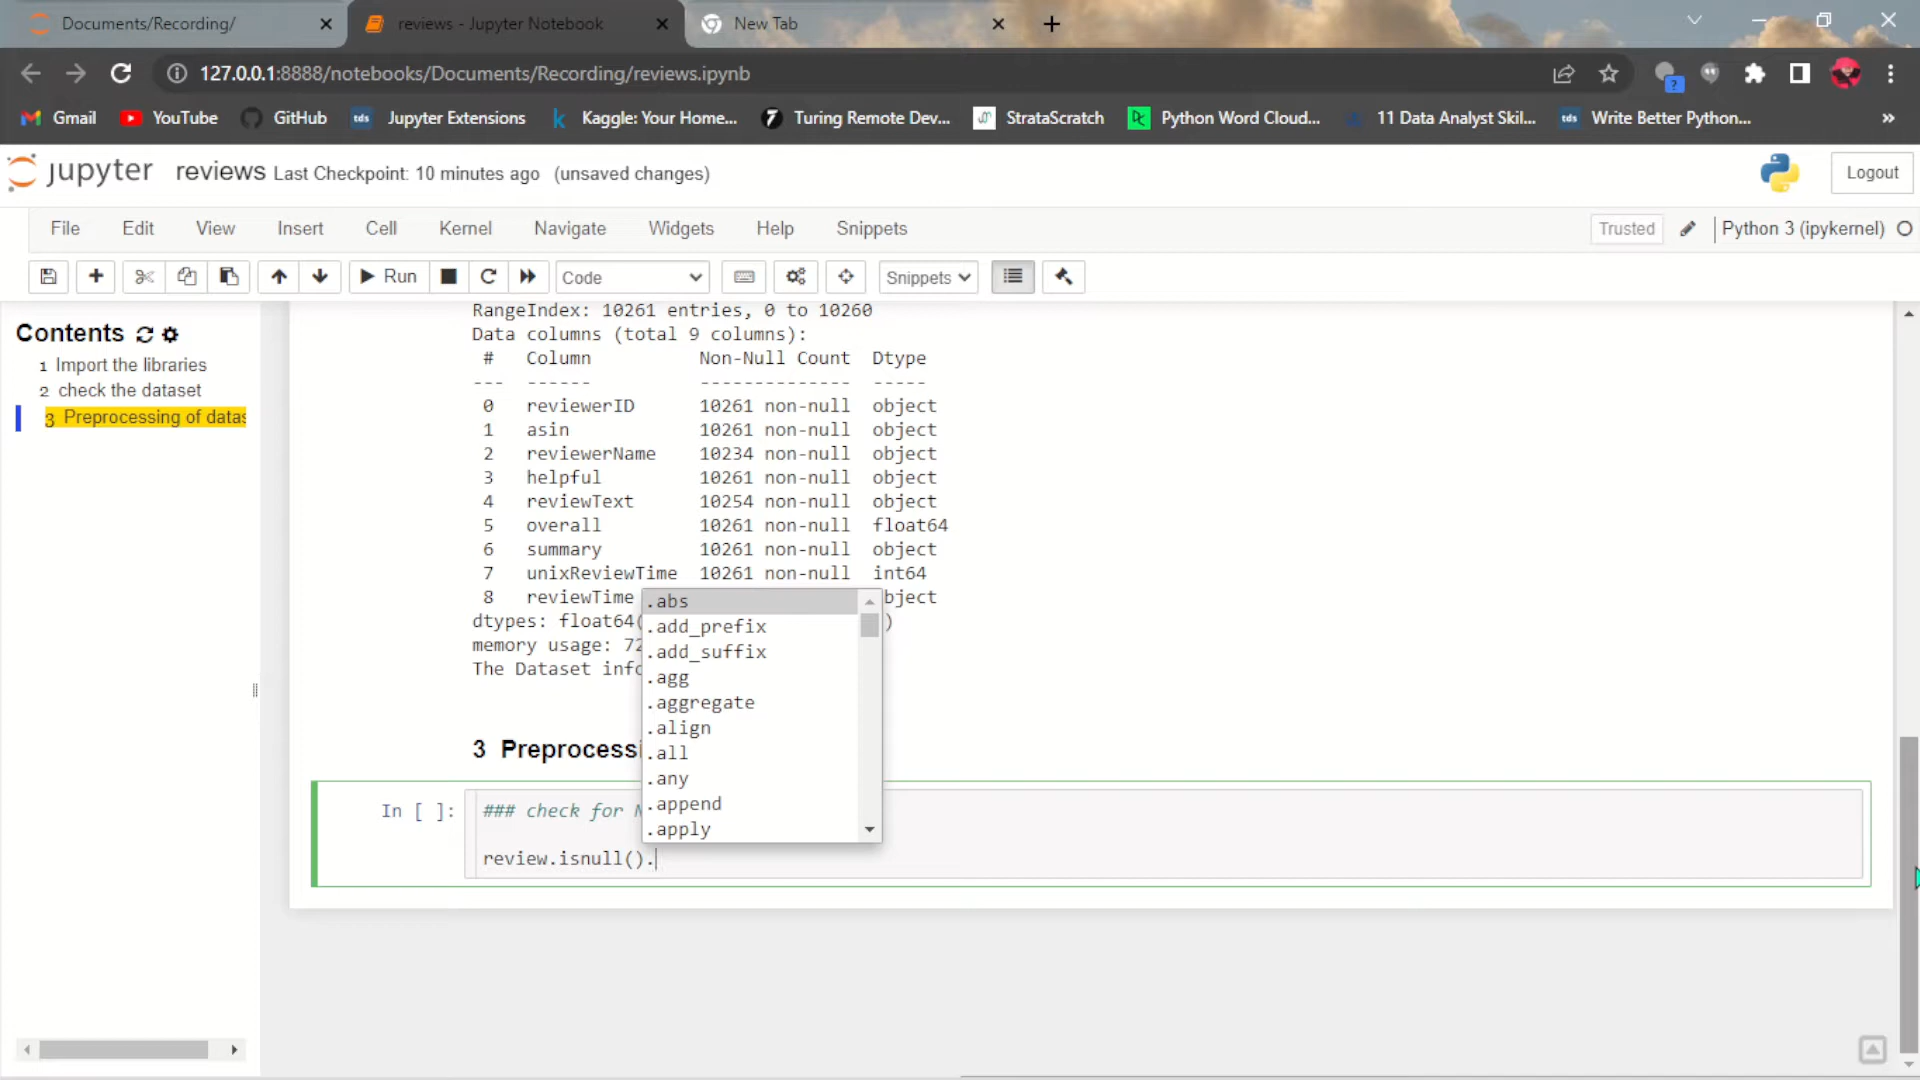 Documents/Recording/
reviews - Jupyter Notebook
New Tab
127.0.0.1:8888/notebooks/Documents/Recording/reviews.ipynb
Gmail
YouTube
GitHub
tds Jupyter Extensions
Kaggle: Your Home...
Turing Remote Dev...
StrataScratch
Python Word Cloud...
11 Data Analyst Skil...
tds Write Better Python...
»
jupyter reviews Last Checkpoint: 10 minutes ago (unsaved changes)
Logout
File Edit View Insert Cell Kernel Navigate Widgets Help Snippets
Trusted
Python 3 (ipykernel)
Run
Code
Snippets
Contents
1 Import the libraries
2 check the dataset
3 Preprocessing of datas
RangeIndex: 10261 entries, 0 to 10260
Data columns (total 9 columns):
# Column Non-Null Count Dtype
--- ------ -------------- -----
0 reviewerID 10261 non-null object
1 asin 10261 non-null object
2 reviewerName 10234 non-null object
3 helpful 10261 non-null object
4 reviewText 10254 non-null object
5 overall 10261 non-null float64
6 summary 10261 non-null object
7 unixReviewTime 10261 non-null int64
8 reviewTime bject
dtypes: float64( )
memory usage: 72
The Dataset info
.abs
.add_prefix
.add_suffix
.agg
.aggregate
.align
.all
.any
.append
.apply
3 Preprocessi
In [ ]:
### check for N
review.isnull().